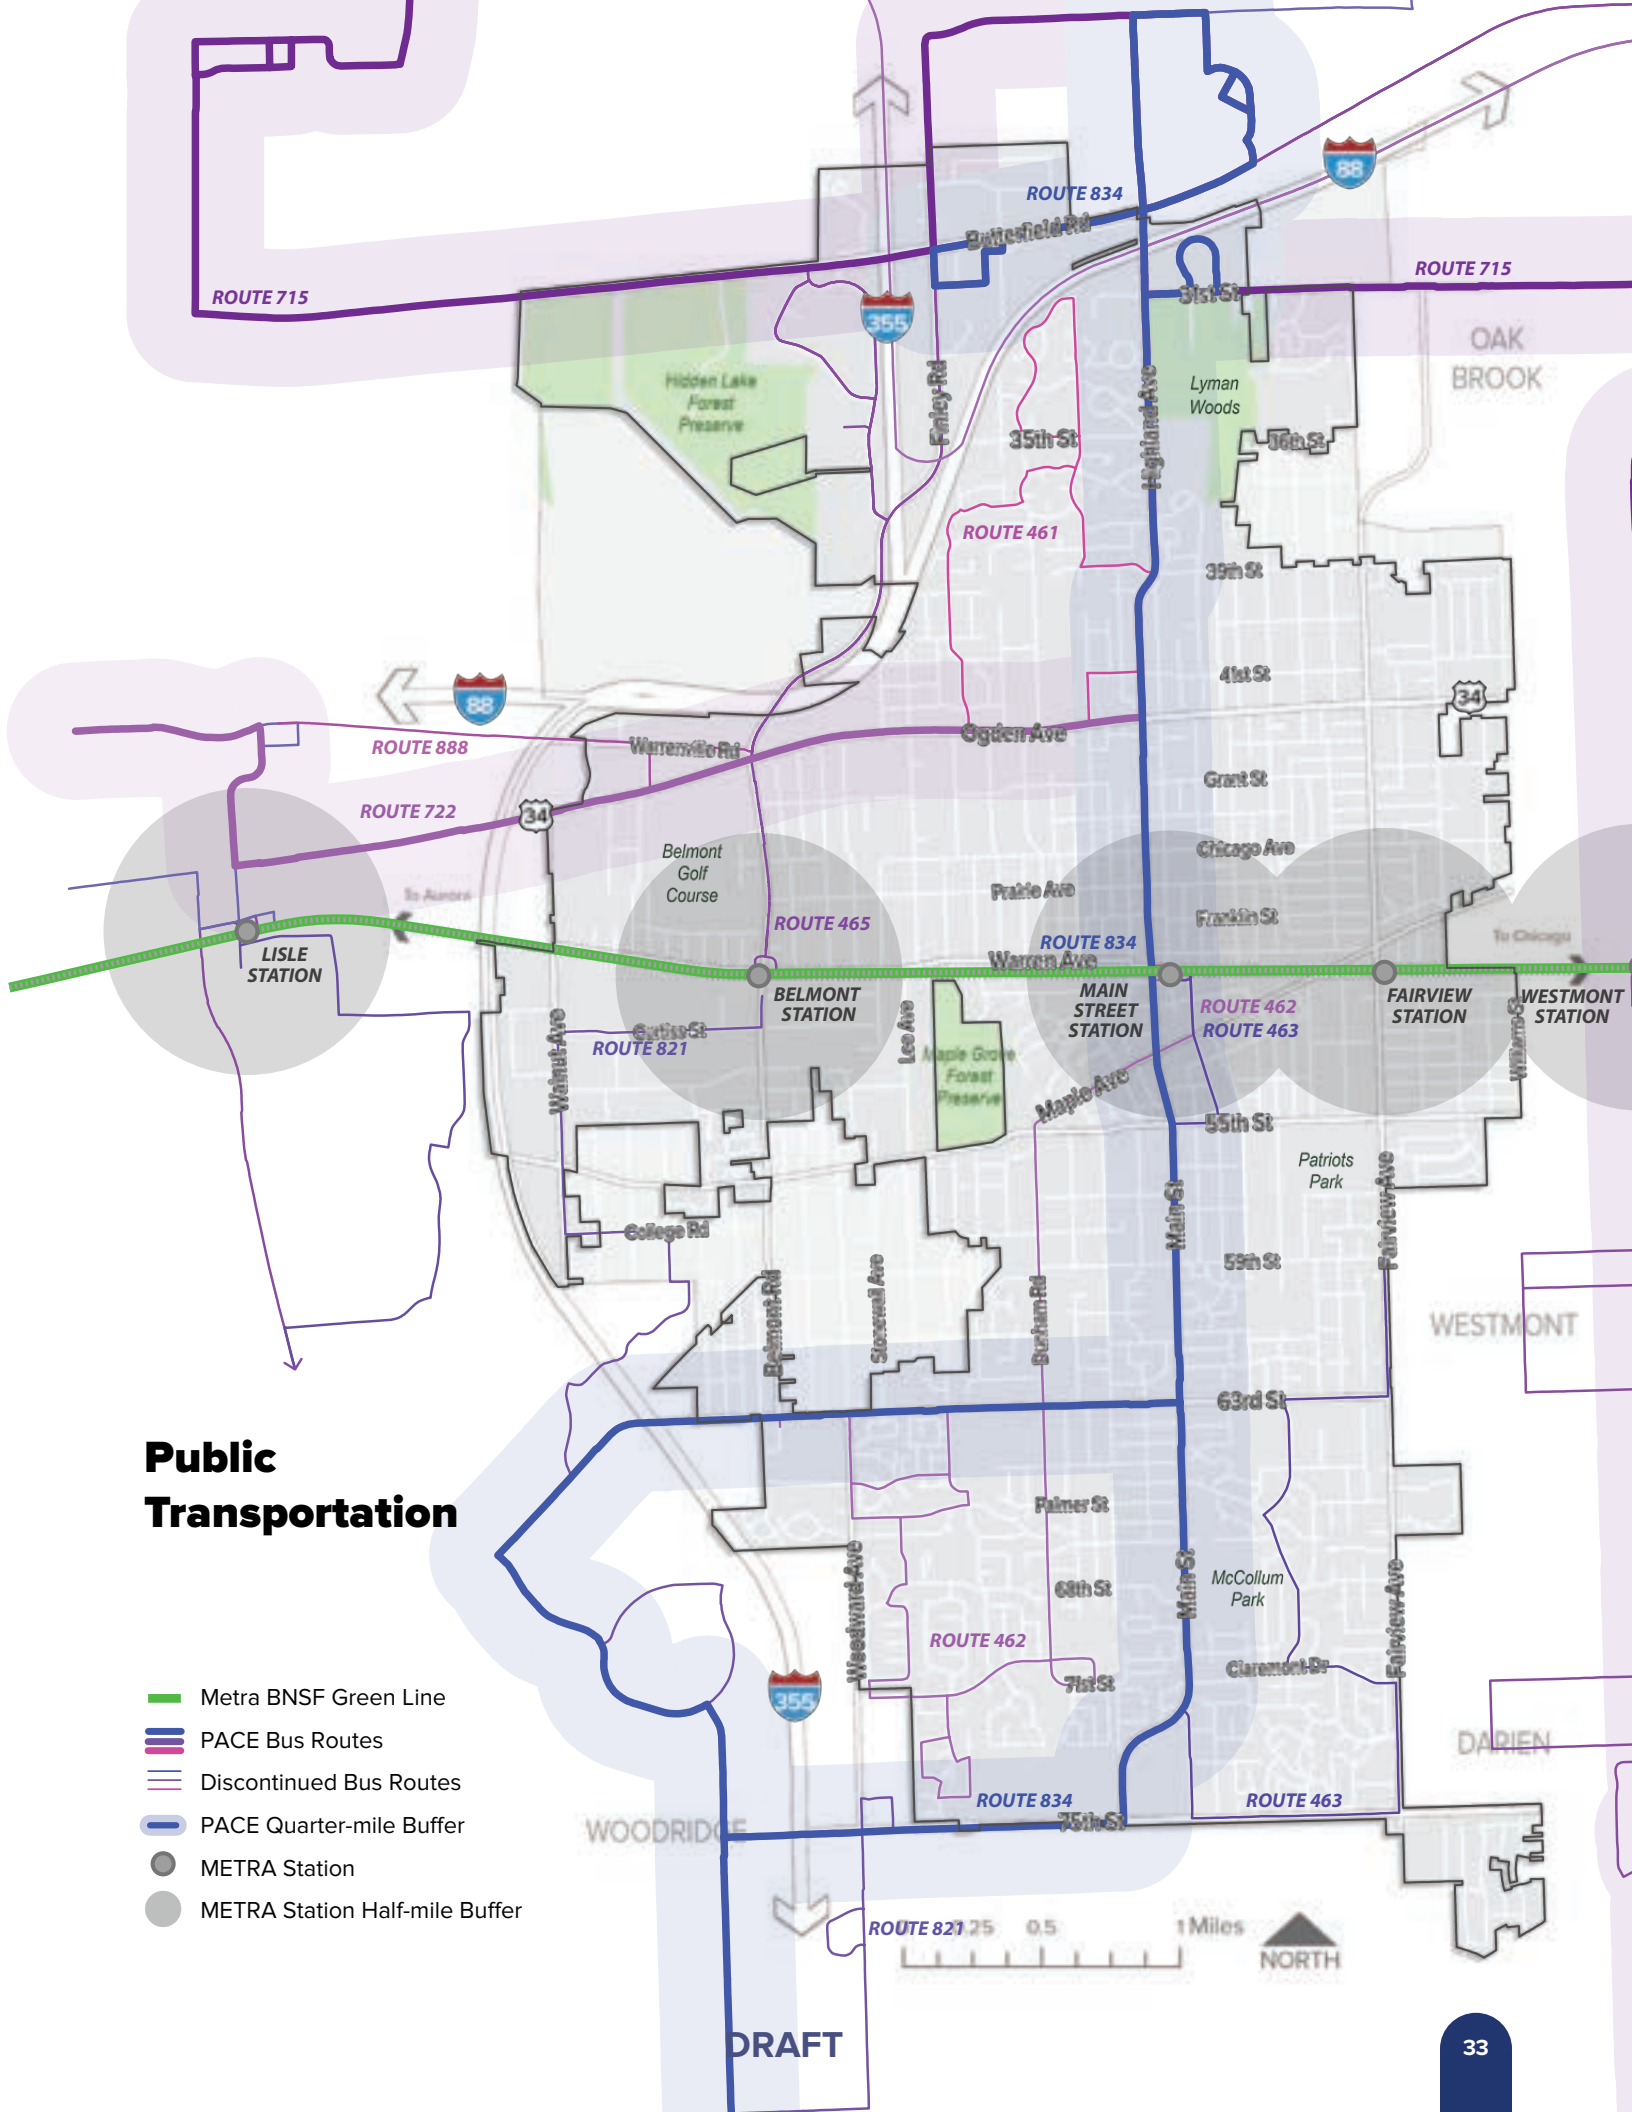 ROUTE 834
Butterfield Rd
88
ROUTE 715
ROUTE 715
31st St
355
OAK
BROOK
Hidden Lake
Forest
Preserve
Finley Rd
Highland Ave
Lyman
Woods
35th St
36th St
ROUTE 461
39th St
41st St
34
88
ROUTE 888
Warrenville Rd
Ogden Ave
Grant St
ROUTE 722
34
Belmont
Golf
Course
Chicago Ave
Prairie Ave
To Aurora
Franklin St
ROUTE 465
ROUTE 834
Warren Ave
To Chicago
LISLE
STATION
BELMONT
STATION
MAIN
STREET
STATION
FAIRVIEW
STATION
WESTMONT
STATION
ROUTE 462
ROUTE 463
Curtiss St
ROUTE 821
Walnut Ave
Lee Ave
Maple Grove
Forest
Preserve
Maple Ave
Williams St
55th St
Patriots
Park
Main St
Fairview Ave
College Rd
59th St
Belmont Rd
Stonewall Ave
Dunham Rd
WESTMONT
63rd St
Public
Transportation
Palmer St
Woodward Ave
68th St
Main St
McCollum
Park
Fairview Ave
ROUTE 462
Claremont Dr
71st St
355
DARIEN
Metra BNSF Green Line
PACE Bus Routes
Discontinued Bus Routes
PACE Quarter-mile Buffer
METRA Station
METRA Station Half-mile Buffer
ROUTE 834
ROUTE 463
75th St
WOODRIDGE
ROUTE 821
0 0.25 0.5 1 Miles
NORTH
DRAFT
33